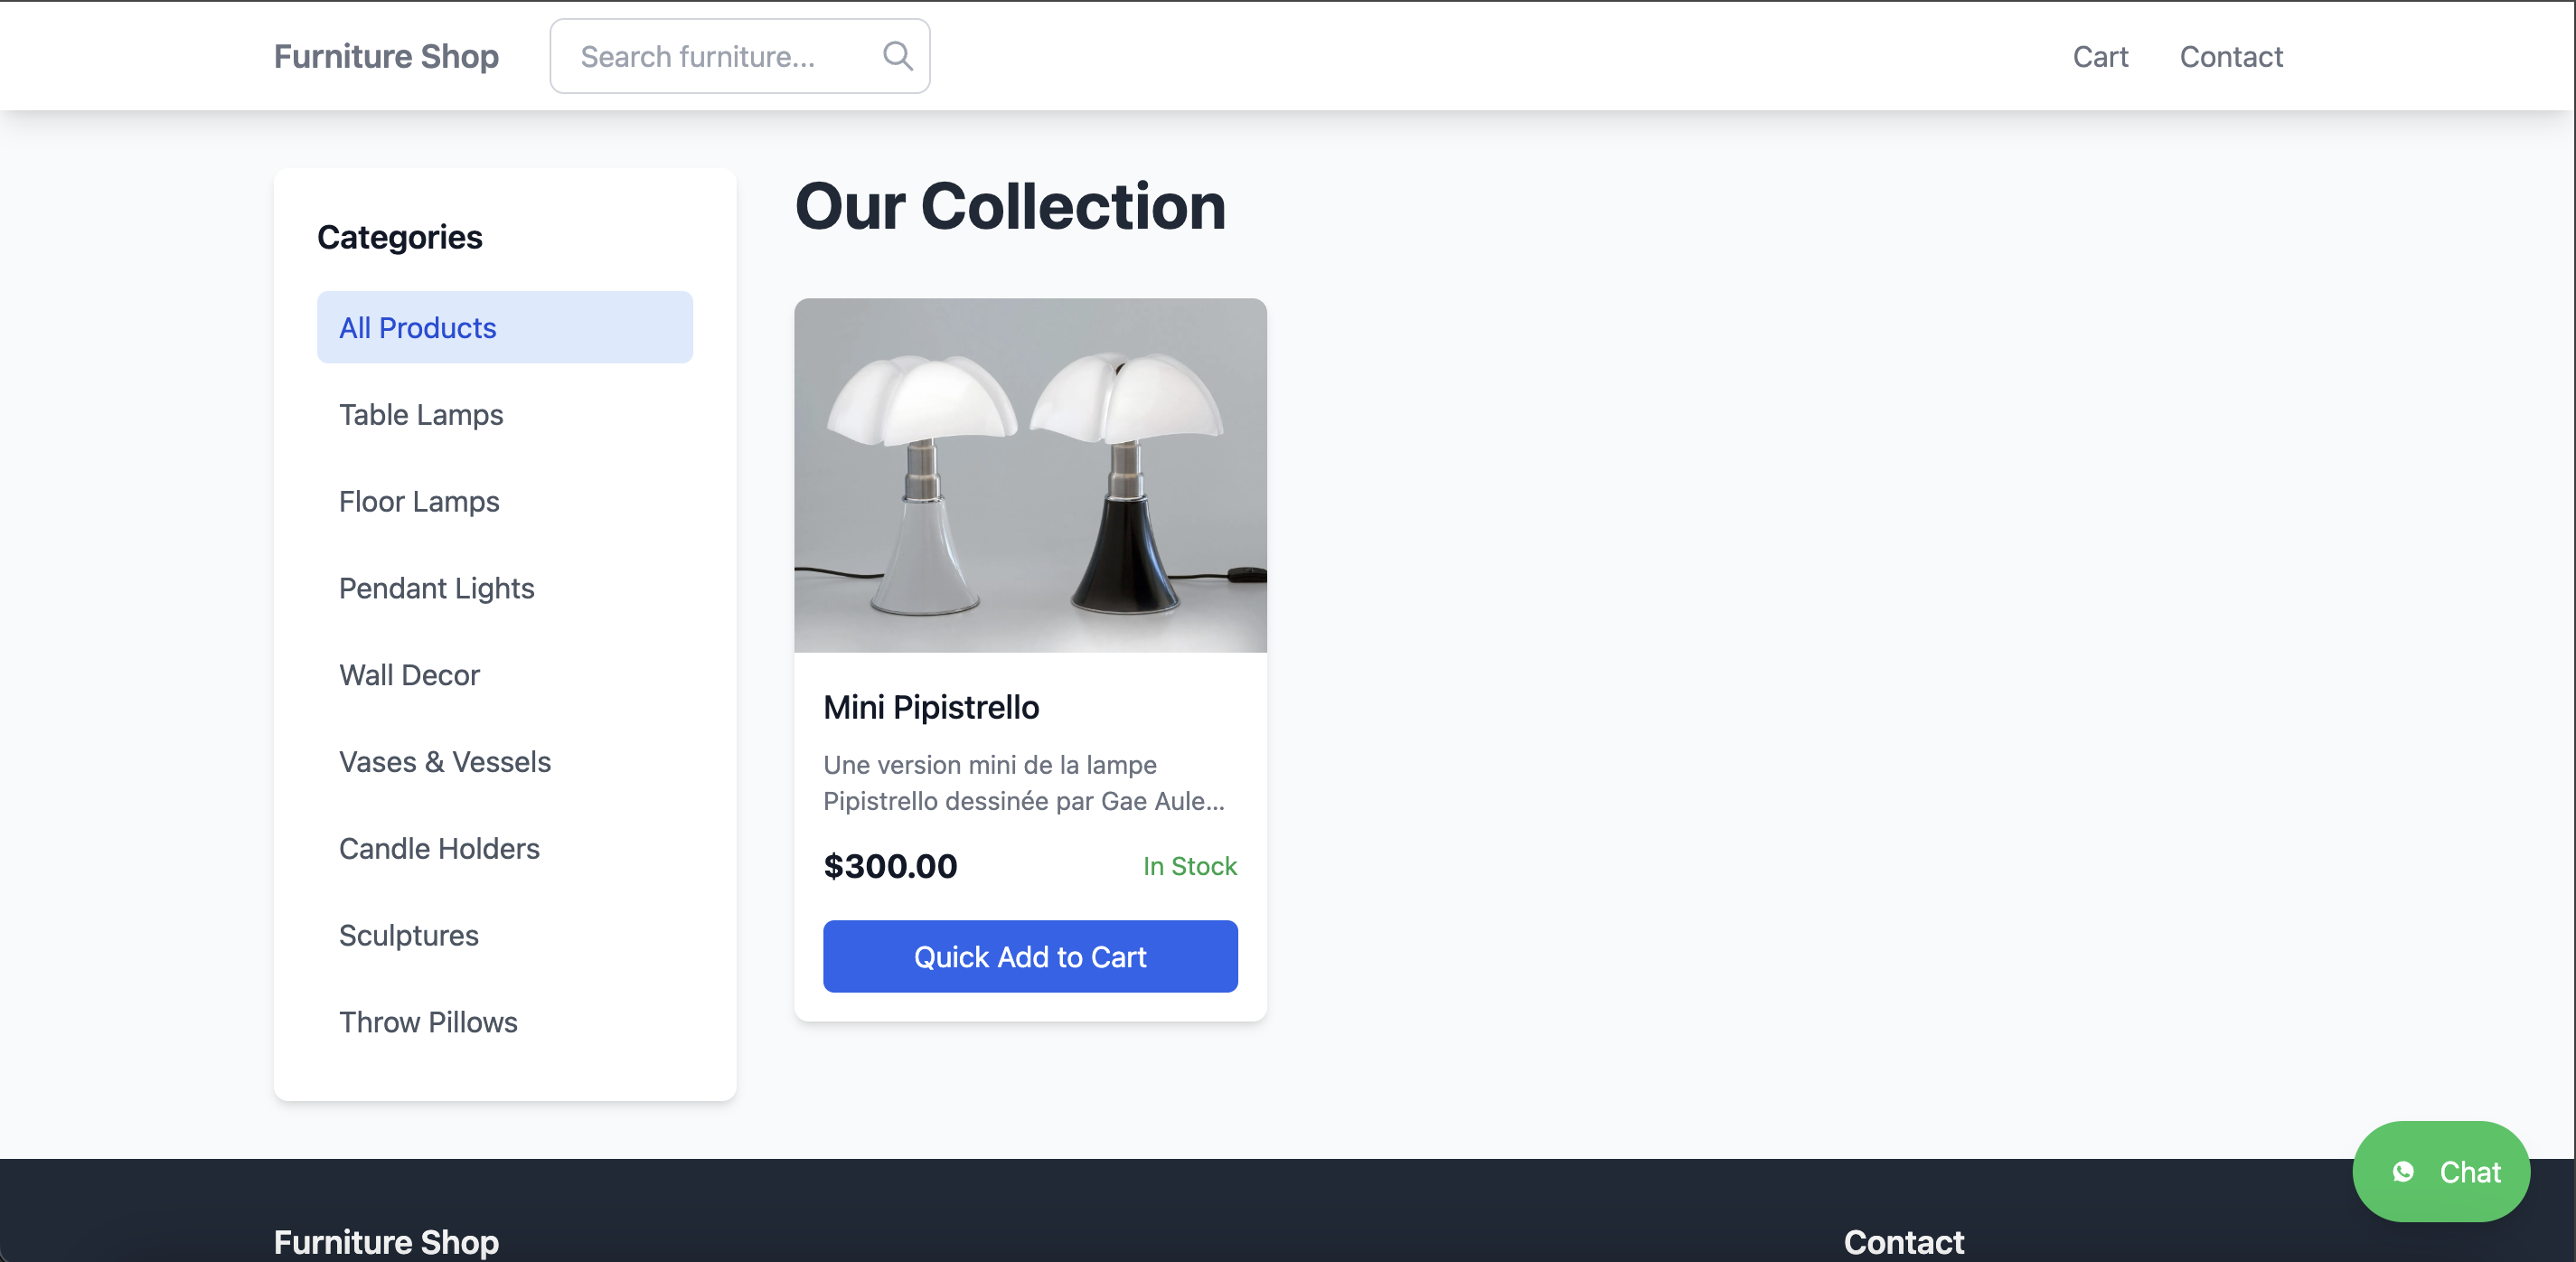 Furniture Shop
Search furniture...
Cart
Contact
Categories
All Products
Table Lamps
Floor Lamps
Pendant Lights
Wall Decor
Vases & Vessels
Candle Holders
Sculptures
Throw Pillows
Our Collection
Mini Pipistrello
Une version mini de la lampe
Pipistrello dessinée par Gae Aule...
$300.00
In Stock
Quick Add to Cart
Chat
Furniture Shop
Contact